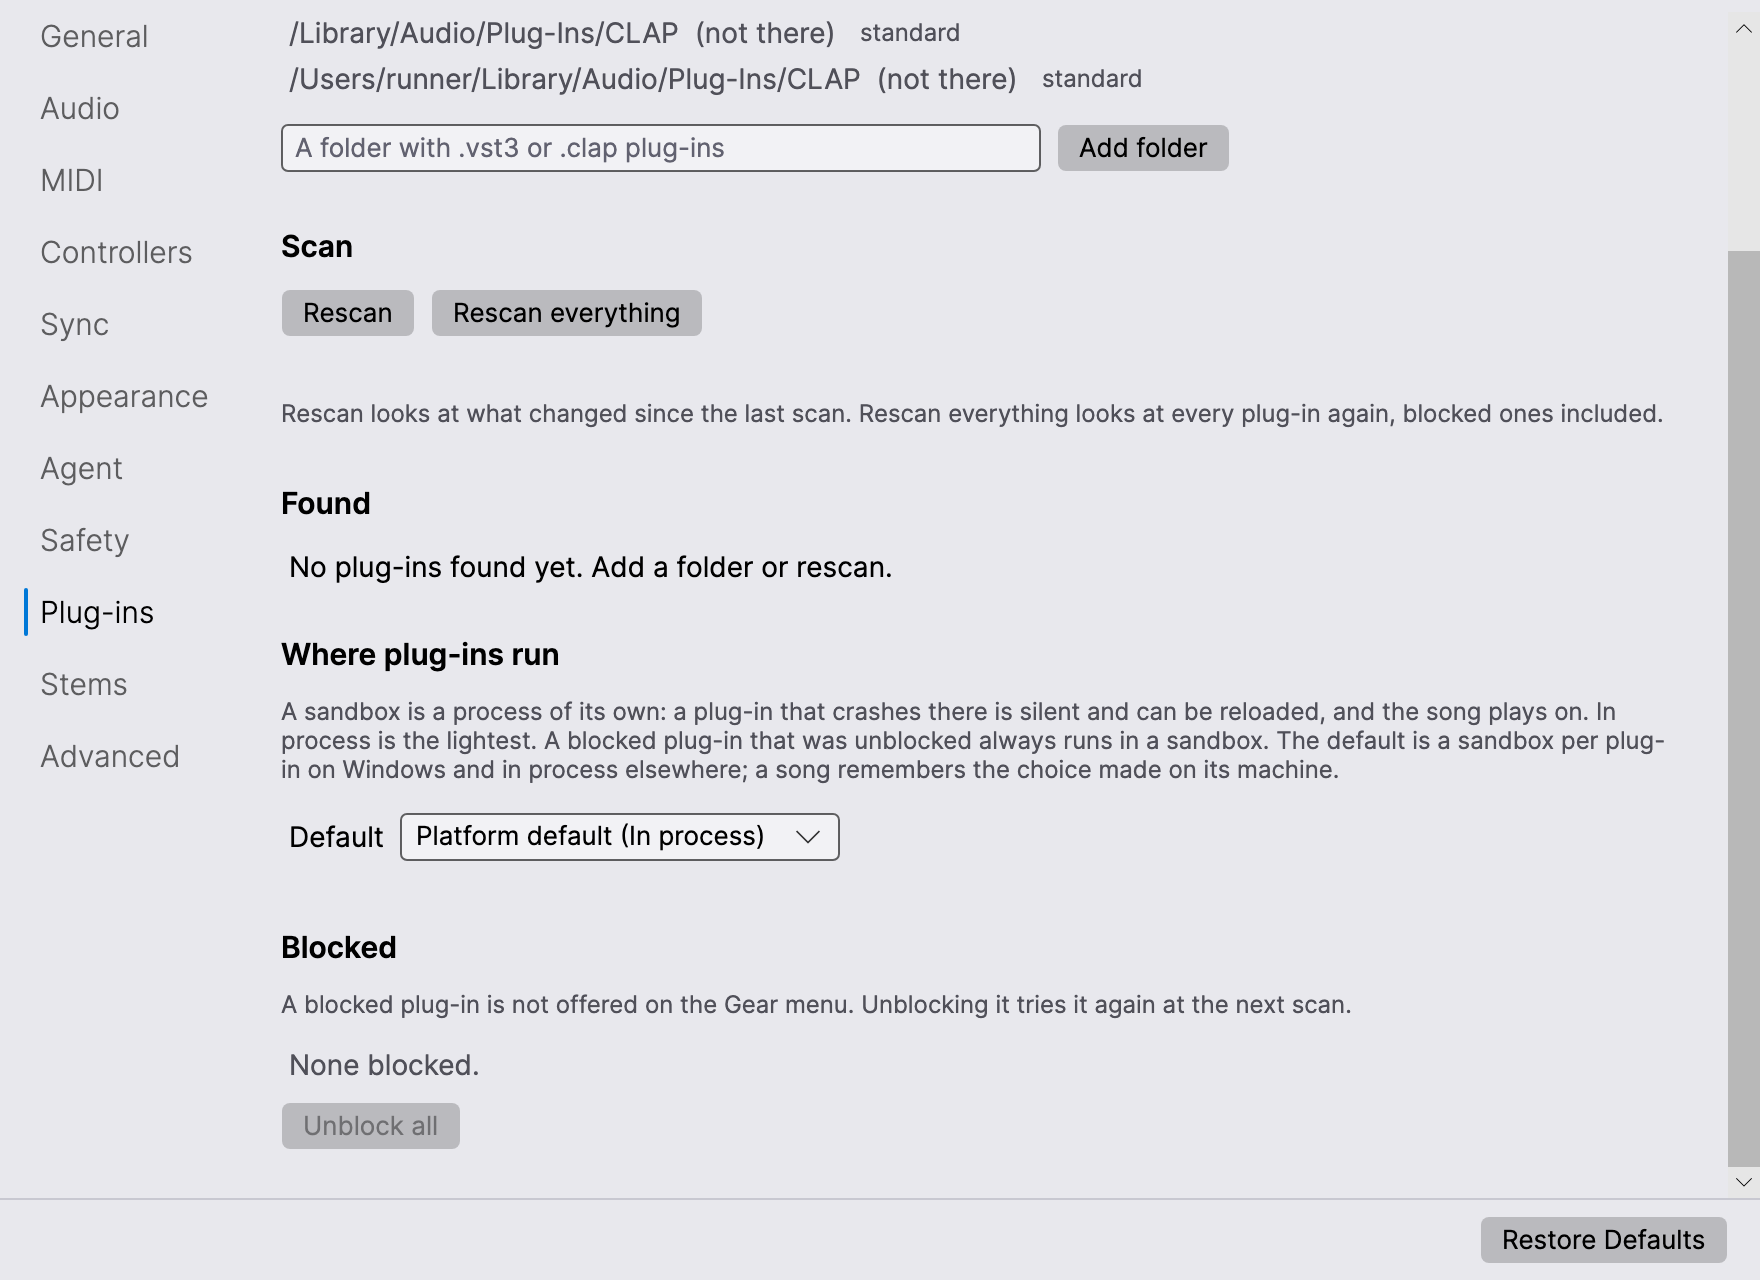 General
Audio
MIDI
Controllers
Sync
Appearance
Agent
Safety
Plug-ins
Stems
Advanced
/Library/Audio/Plug-Ins/CLAP (not there) standard
/Users/runner/Library/Audio/Plug-Ins/CLAP (not there) standard
A folder with .vst3 or .clap plug-ins Add folder
Scan
Rescan Rescan everything
Rescan looks at what changed since the last scan. Rescan everything looks at every plug-in again, blocked ones included.
Found
No plug-ins found yet. Add a folder or rescan.
Where plug-ins run
A sandbox is a process of its own: a plug-in that crashes there is silent and can be reloaded, and the song plays on. In
process is the lightest. A blocked plug-in that was unblocked always runs in a sandbox. The default is a sandbox per plug-
in on Windows and in process elsewhere; a song remembers the choice made on its machine.
Default Platform default (In process)
Blocked
A blocked plug-in is not offered on the Gear menu. Unblocking it tries it again at the next scan.
None blocked.
Unblock all
Restore Defaults